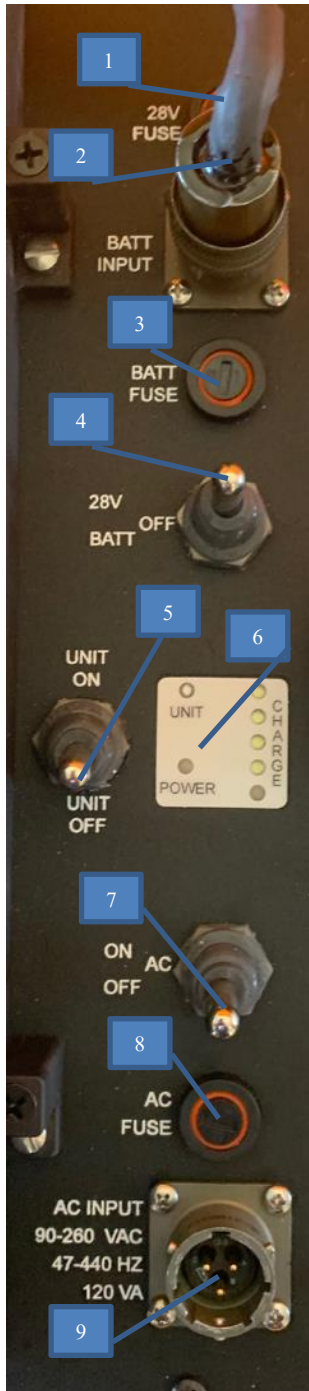 1
28V
FUSE
2
BATT
INPUT
3
BATT
FUSE
4
28V
OFF
BATT
5
6
UNIT
ON
UNIT
CHARGE
POWER
UNIT
OFF
7
ON
AC
OFF
8
AC
FUSE
AC INPUT
90-260 VAC
47-440 HZ
120 VA
9